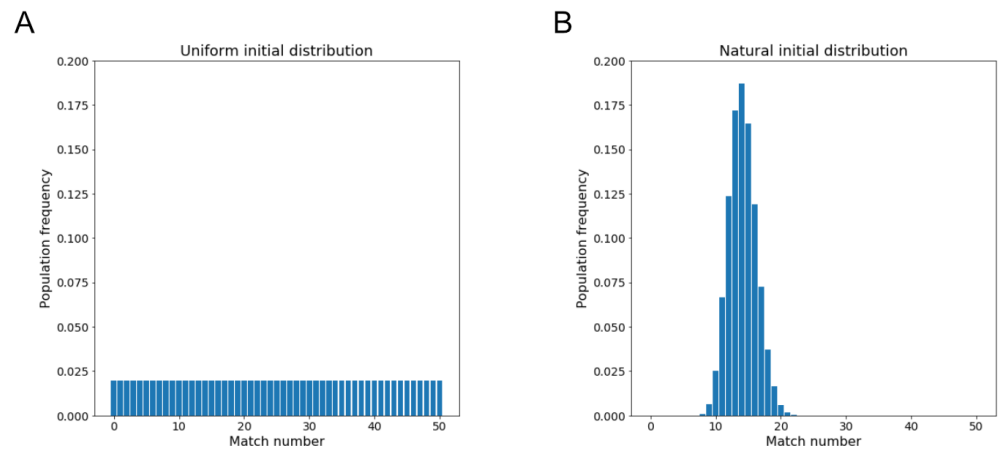 A
Uniform initial distribution
0.200
0.175
0.150
0.125
0.100
0.075
0.050
0.025
0.000
Population frequency
0 10 20 30 40 50
Match number
B
Natural initial distribution
0.200
0.175
0.150
0.125
0.100
0.075
0.050
0.025
0.000
Population frequency
0 10 20 30 40 50
Match number